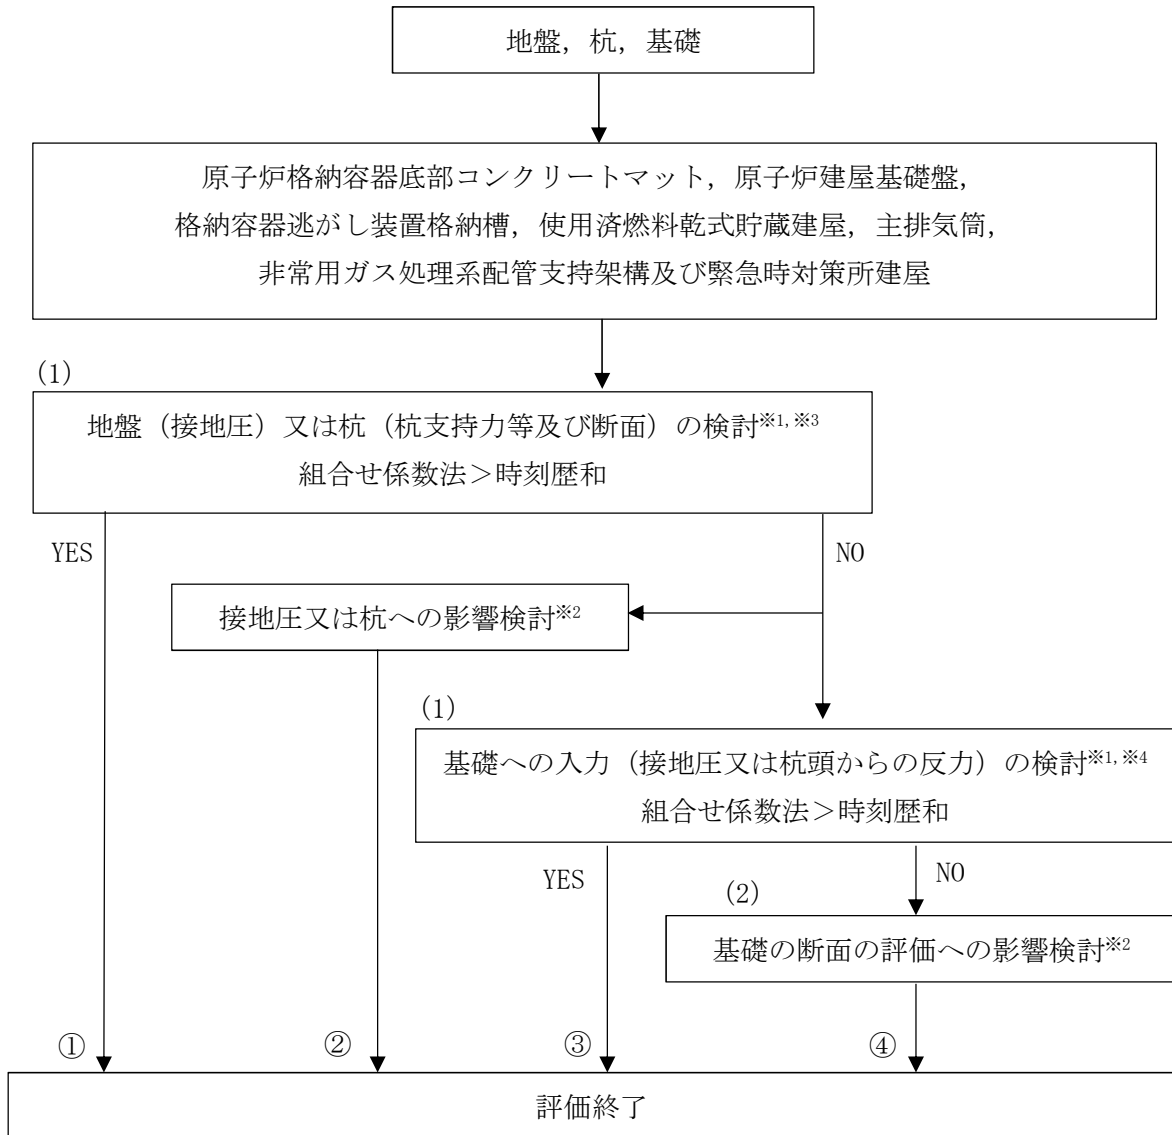 地盤，杭，基礎
原子炉格納容器底部コンクリートマット，原子炉建屋基礎盤，
格納容器逃がし装置格納槽，使用済燃料乾式貯蔵建屋，主排気筒，
非常用ガス処理系配管支持架構及び緊急時対策所建屋
(1)
地盤（接地圧）又は杭（杭支持力等及び断面）の検討※1,※3
組合せ係数法＞時刻歴和
YES
NO
接地圧又は杭への影響検討※2
(1)
基礎への入力（接地圧又は杭頭からの反力）の検討※1,※4
組合せ係数法＞時刻歴和
YES
NO
(2)
基礎の断面の評価への影響検討※2
①
②
③
④
評価終了